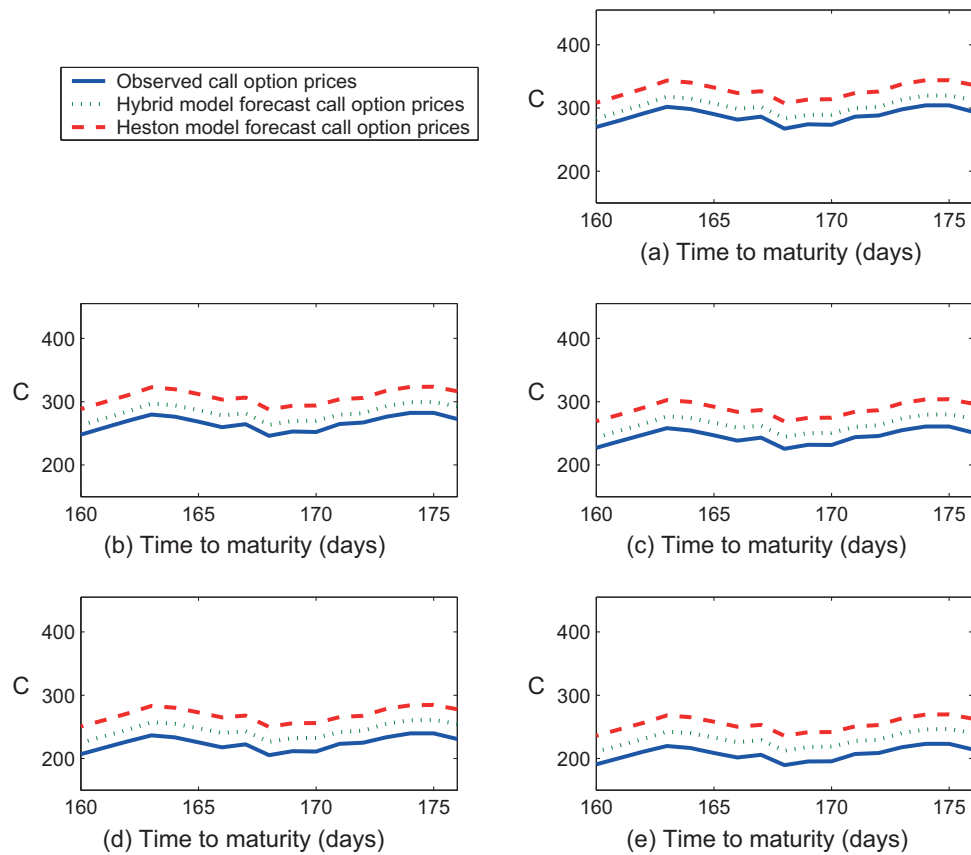 Observed call option prices
Hybrid model forecast call option prices
Heston model forecast call option prices
400
300
200
C
160 165 170 175
(a) Time to maturity (days)
400
300
200
C
160 165 170 175
(b) Time to maturity (days)
400
300
200
C
160 165 170 175
(c) Time to maturity (days)
400
300
200
C
160 165 170 175
(d) Time to maturity (days)
400
300
200
C
160 165 170 175
(e) Time to maturity (days)